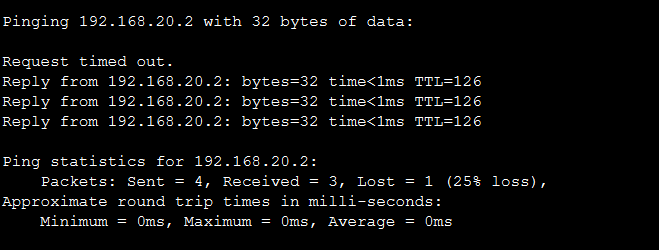 Pinging 192.168.20.2 with 32 bytes of data:
Request timed out.
Reply from 192.168.20.2: bytes=32 time<1ms TTL=126
Reply from 192.168.20.2: bytes=32 time<1ms TTL=126
Reply from 192.168.20.2: bytes=32 time<1ms TTL=126
Ping statistics for 192.168.20.2:
Packets: Sent = 4, Received = 3, Lost = 1 (25% loss),
Approximate round trip times in milli-seconds:
Minimum = 0ms, Maximum = 0ms, Average = 0ms